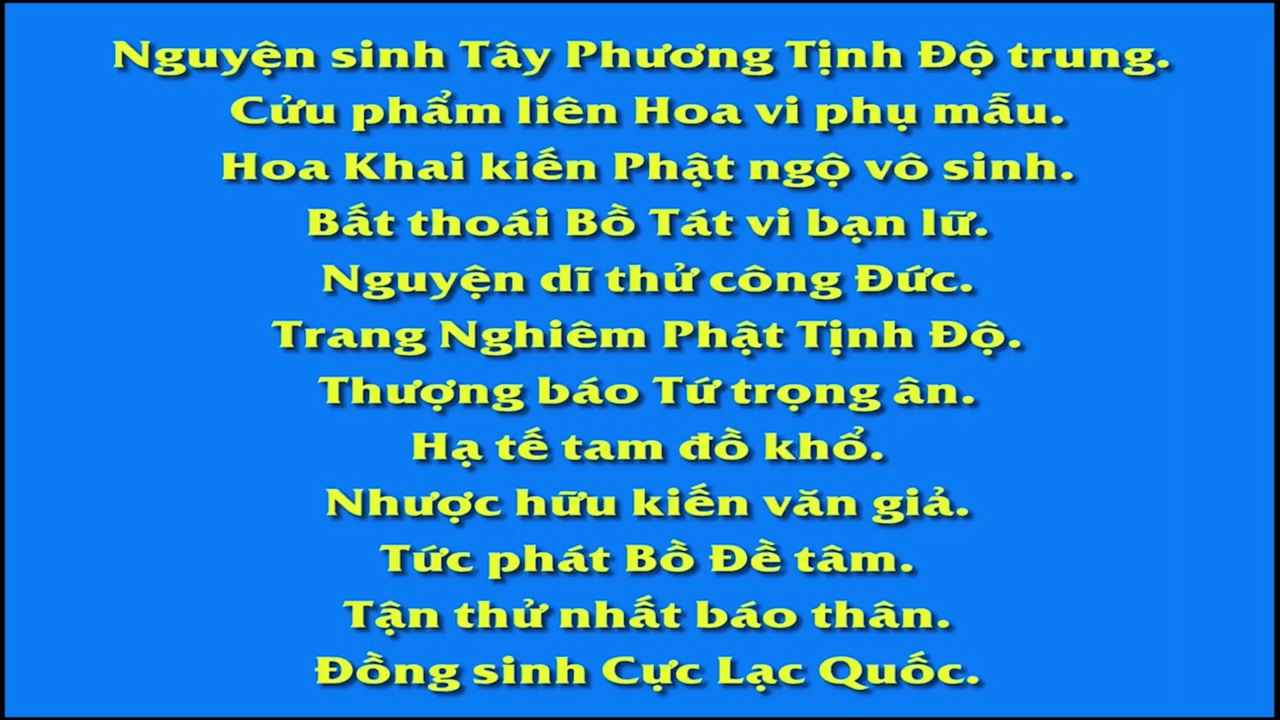 Nguyện sinh Tây Phương Tịnh Độ trung.
Cửu phẩm liên Hoa vi phụ mẫu.
Hoa Khai kiến Phật ngộ vô sinh.
Bất thoái Bồ Tát vi bạn lữ.
Nguyện dĩ thử công Đức.
Trang Nghiêm Phật Tịnh Độ.
Thượng báo Tứ trọng ân.
Hạ tế tam đồ khổ.
Nhược hữu kiến văn giả.
Tức phát Bồ Đề tâm.
Tận thử nhất báo thân.
Đồng sinh Cực Lạc Quốc.